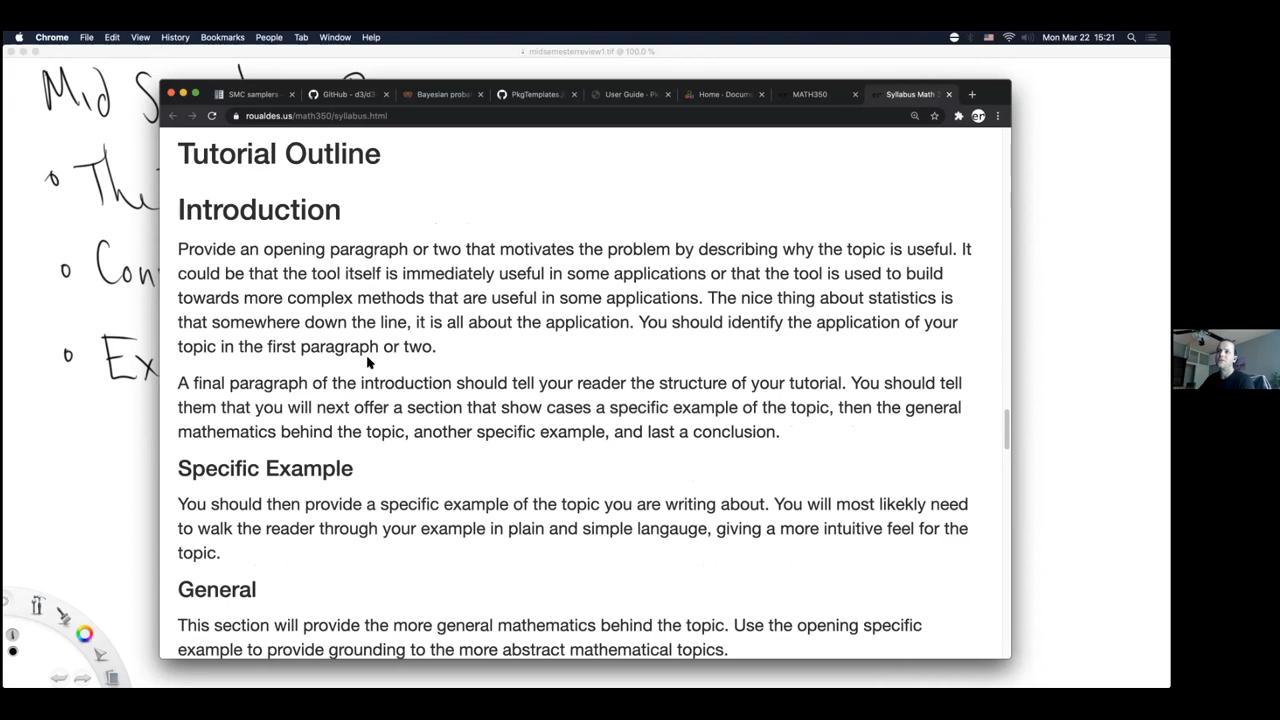 Chrome File Edit View History Bookmarks People Tab Window Help Mon Mar 22 15:21
midsemesterreview1.tif @ 100.0 %
Mid S
SMC samplers - GitHub - d3/d3 Bayesian proba PkgTemplates.j User Guide - Pk Home · Docum MATH350 Syllabus Math
roualdes.us/math350/syllabus.html
Tutorial Outline
Introduction
Provide an opening paragraph or two that motivates the problem by describing why the topic is useful. It
could be that the tool itself is immediately useful in some applications or that the tool is used to build
towards more complex methods that are useful in some applications. The nice thing about statistics is
that somewhere down the line, it is all about the application. You should identify the application of your
topic in the first paragraph or two.
A final paragraph of the introduction should tell your reader the structure of your tutorial. You should tell
them that you will next offer a section that show cases a specific example of the topic, then the general
mathematics behind the topic, another specific example, and last a conclusion.
Specific Example
You should then provide a specific example of the topic you are writing about. You will most likekly need
to walk the reader through your example in plain and simple langauge, giving a more intuitive feel for the
topic.
General
This section will provide the more general mathematics behind the topic. Use the opening specific
example to provide grounding to the more abstract mathematical topics.
The
Con
Ex